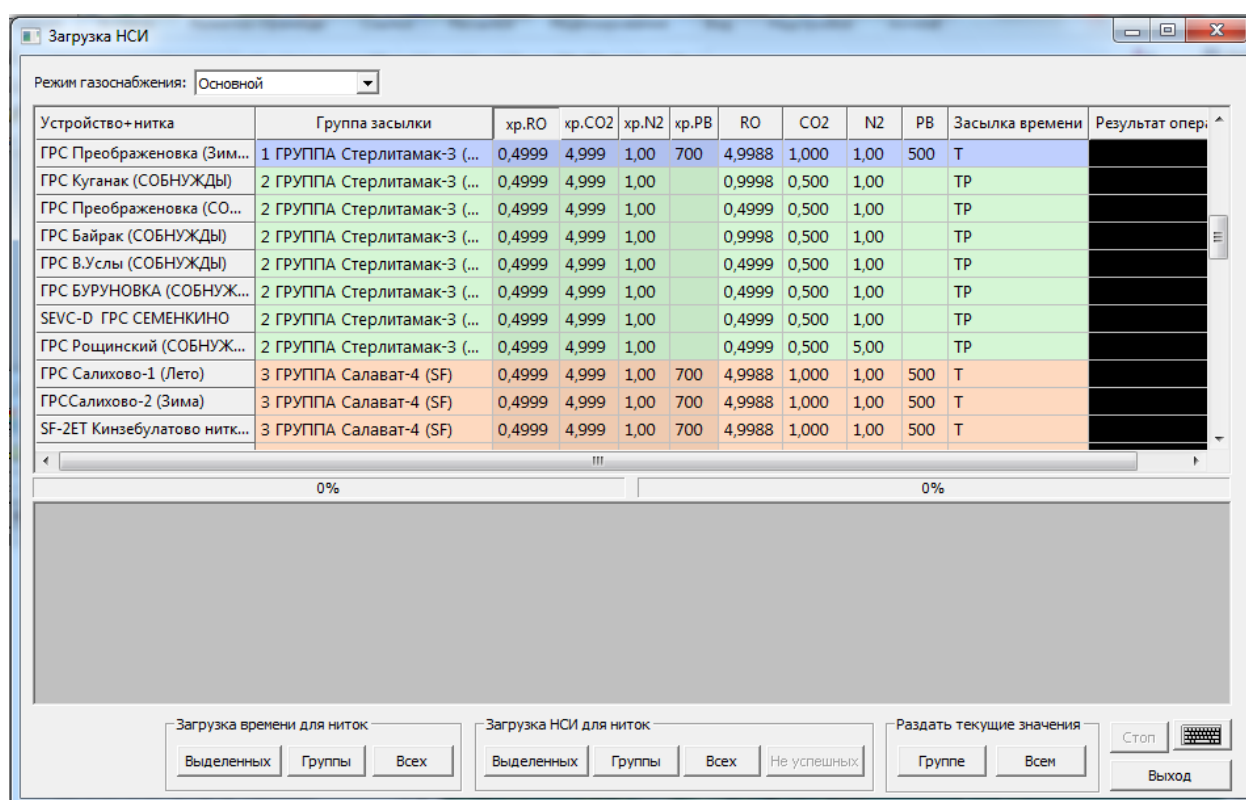 Загрузка НСИ
Режим газоснабжения: Основной
Устройство+нитка Группа засылки хр.RO хр.CO2 хр.N2 хр.PB RO CO2 N2 PB Засылка времени Результат опера
ГРС Преображеновка (Зим... 1 ГРУППА Стерлитамак-3 (... 0,4999 4,999 1,00 700 4,9988 1,000 1,00 500 T
ГРС Куганак (СОБНУЖДЫ) 2 ГРУППА Стерлитамак-3 (... 0,4999 4,999 1,00 0,9998 0,500 1,00 TP
ГРС Преображеновка (СО... 2 ГРУППА Стерлитамак-3 (... 0,4999 4,999 1,00 0,4999 0,500 1,00 TP
ГРС Байрак (СОБНУЖДЫ) 2 ГРУППА Стерлитамак-3 (... 0,4999 4,999 1,00 0,9998 0,500 1,00 TP
ГРС В.Услы (СОБНУЖДЫ) 2 ГРУППА Стерлитамак-3 (... 0,4999 4,999 1,00 0,4999 0,500 1,00 TP
ГРС БУРУНОВКА (СОБНУЖ... 2 ГРУППА Стерлитамак-3 (... 0,4999 4,999 1,00 0,4999 0,500 1,00 TP
SEVC-D ГРС СЕМЕНКИНО 2 ГРУППА Стерлитамак-3 (... 0,4999 4,999 1,00 0,4999 0,500 1,00 TP
ГРС Рощинский (СОБНУЖ... 2 ГРУППА Стерлитамак-3 (... 0,4999 4,999 1,00 0,4999 0,500 5,00 TP
ГРС Салихово-1 (Лето) 3 ГРУППА Салават-4 (SF) 0,4999 4,999 1,00 700 4,9988 1,000 1,00 500 T
ГРССалихово-2 (Зима) 3 ГРУППА Салават-4 (SF) 0,4999 4,999 1,00 700 4,9988 1,000 1,00 500 T
SF-2ET Кинзебулатово нитк... 3 ГРУППА Салават-4 (SF) 0,4999 4,999 1,00 700 4,9988 1,000 1,00 500 T
0% 0%
Загрузка времени для ниток Загрузка НСИ для ниток Раздать текущие значения
Выделенных Группы Всех Выделенных Группы Всех Не успешных Группе Всем Стоп
Выход